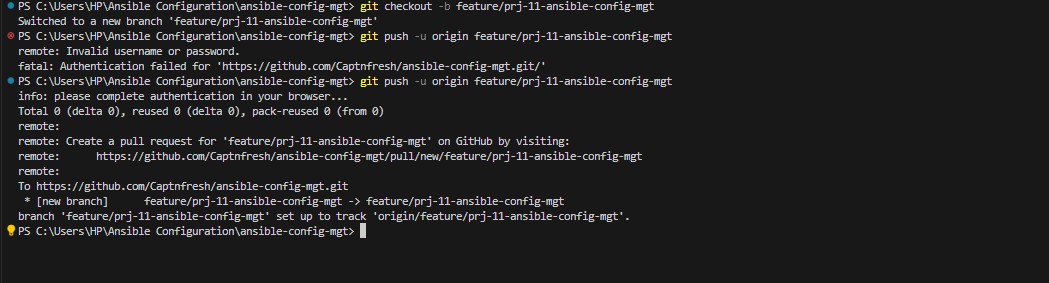 PS C:\Users\HP\Ansible Configuration\ansible-config-mgt> git checkout -b feature/prj-11-ansible-config-mgt
Switched to a new branch 'feature/prj-11-ansible-config-mgt'
PS C:\Users\HP\Ansible Configuration\ansible-config-mgt> git push -u origin feature/prj-11-ansible-config-mgt
remote: Invalid username or password.
fatal: Authentication failed for 'https://github.com/Captnfresh/ansible-config-mgt.git/'
PS C:\Users\HP\Ansible Configuration\ansible-config-mgt> git push -u origin feature/prj-11-ansible-config-mgt
info: please complete authentication in your browser...
Total 0 (delta 0), reused 0 (delta 0), pack-reused 0 (from 0)
remote:
remote: Create a pull request for 'feature/prj-11-ansible-config-mgt' on GitHub by visiting:
remote:      https://github.com/Captnfresh/ansible-config-mgt/pull/new/feature/prj-11-ansible-config-mgt
remote:
To https://github.com/Captnfresh/ansible-config-mgt.git
 * [new branch]      feature/prj-11-ansible-config-mgt -> feature/prj-11-ansible-config-mgt
branch 'feature/prj-11-ansible-config-mgt' set up to track 'origin/feature/prj-11-ansible-config-mgt'.
PS C:\Users\HP\Ansible Configuration\ansible-config-mgt>